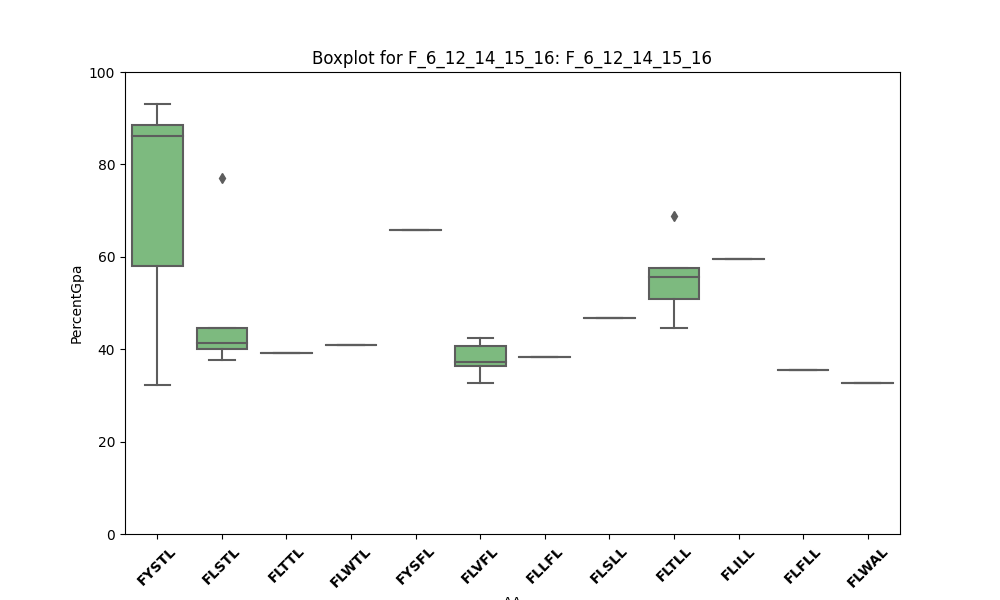 Boxplot for F_6_12_14_15_16: F_6_12_14_15_16
100
80
60
40
20
0
PercentGpa
FYSTL
FLSTL
FLTTL
FLWTL
FYSFL
FLVFL
FLLFL
FLSLL
FLTLL
FLILL
FLFLL
FLWAL